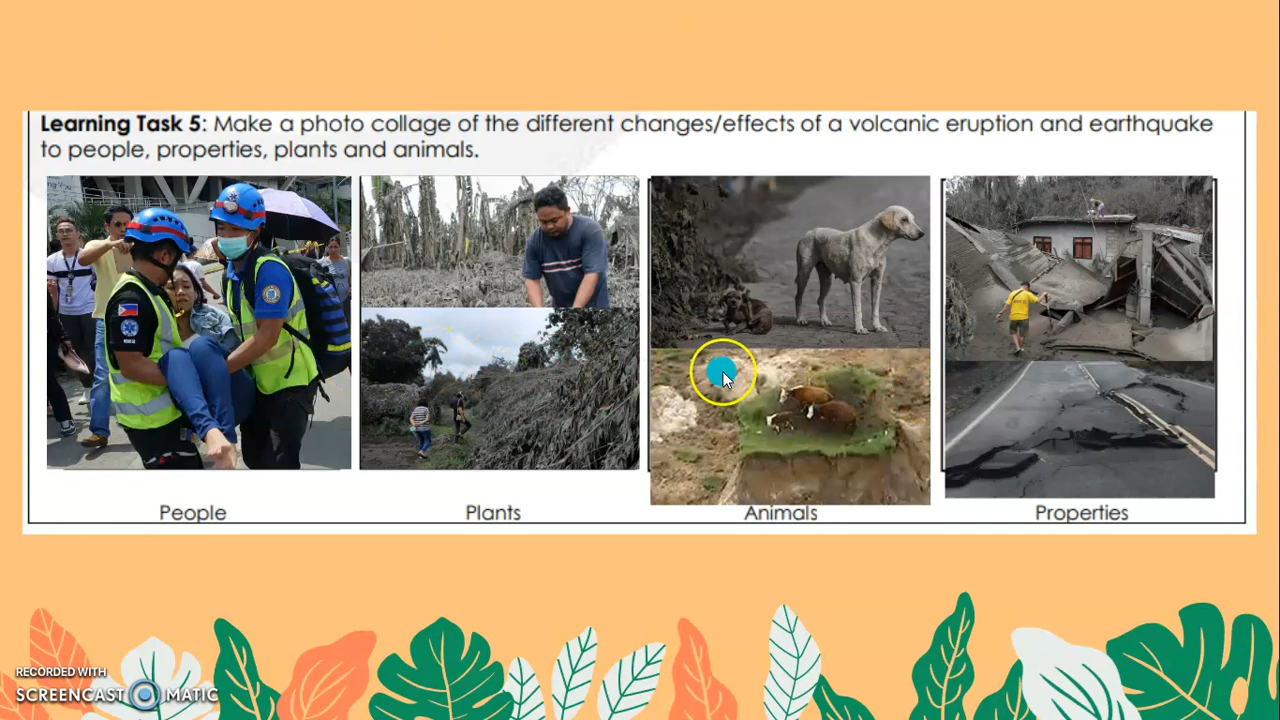 Learning Task 5: Make a photo collage of the different changes/effects of a volcanic eruption and earthquake
to people, properties, plants and animals.
People
Plants
Animals
Properties
RECORDED WITH
SCREENCAST MATIC